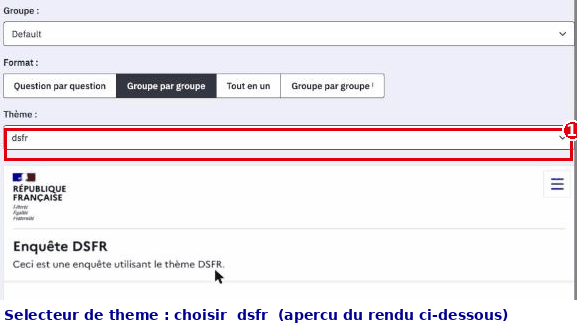 Groupe :
Default
Format :
Question par question Groupe par groupe Tout en un Groupe par groupe
Thème :
dsfr
1
RÉPUBLIQUE
FRANÇAISE
Liberté
Égalité
Fraternité
Enquête DSFR
Ceci est une enquête utilisant le thème DSFR.
Selecteur de theme : choisir dsfr (apercu du rendu ci-dessous)